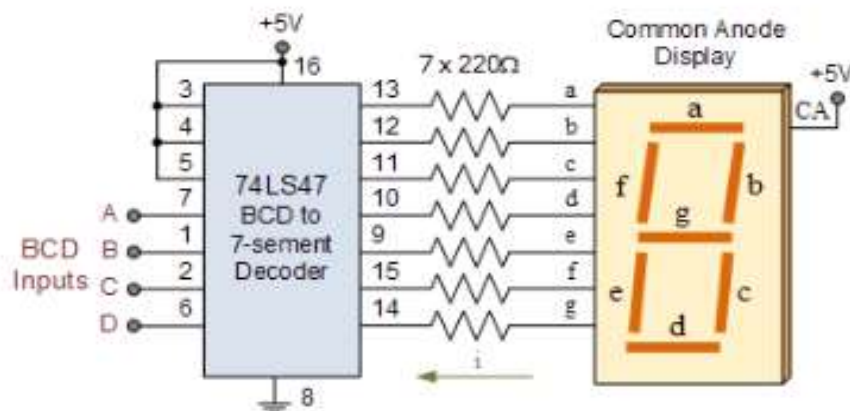 +5V
Common Anode
Display
7 x 220Ω
+5V
CA
16
3
4
5
7
1
2
6
A
B
C
D
BCD
Inputs
74LS47
BCD to
7-sement
Decoder
13
12
11
10
9
15
14
8
a
b
c
d
e
f
g
i
a
f
b
g
e
c
d